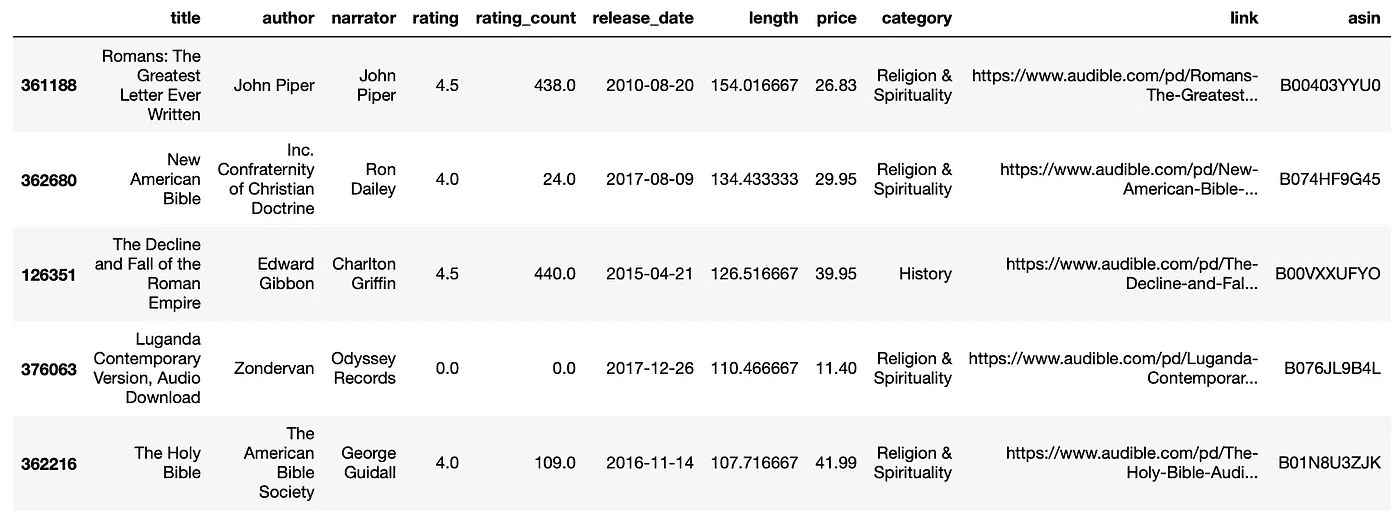 title author narrator rating rating_count release_date length price category link asin
361188
Romans: The
Greatest
Letter Ever
Written
John Piper
John
Piper
4.5 438.0 2010-08-20 154.016667 26.83
Religion &
Spirituality
https://www.audible.com/pd/Romans-
The-Greatest...
B00403YYU0
362680
New
American
Bible
Inc.
Confraternity
of Christian
Doctrine
Ron
Dailey
4.0 24.0 2017-08-09 134.433333 29.95
Religion &
Spirituality
https://www.audible.com/pd/New-
American-Bible-...
B074HF9G45
126351
The Decline
and Fall of the
Roman
Empire
Edward
Gibbon
Charlton
Griffin
4.5 440.0 2015-04-21 126.516667 39.95
History
https://www.audible.com/pd/The-
Decline-and-Fal...
B00VXXUFYO
376063
Luganda
Contemporary
Version, Audio
Download
Zondervan
Odyssey
Records
0.0 0.0 2017-12-26 110.466667 11.40
Religion &
Spirituality
https://www.audible.com/pd/Luganda-
Contemporar...
B076JL9B4L
362216
The Holy
Bible
The
American
Bible
Society
George
Guidall
4.0 109.0 2016-11-14 107.716667 41.99
Religion &
Spirituality
https://www.audible.com/pd/The-
Holy-Bible-Audi...
B01N8U3ZJK